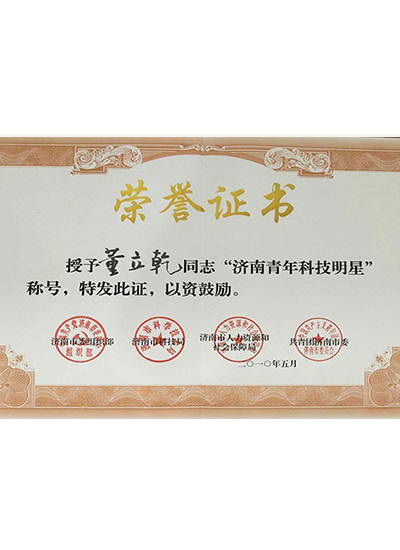 荣誉证书
授予董立乾同志“济南青年科技明星”
称号，特发此证，以资鼓励。
济南市委组织部 济南市科技局 济南市人力资源和社会保障局 共青团济南市委
组织部
二〇一〇年五月